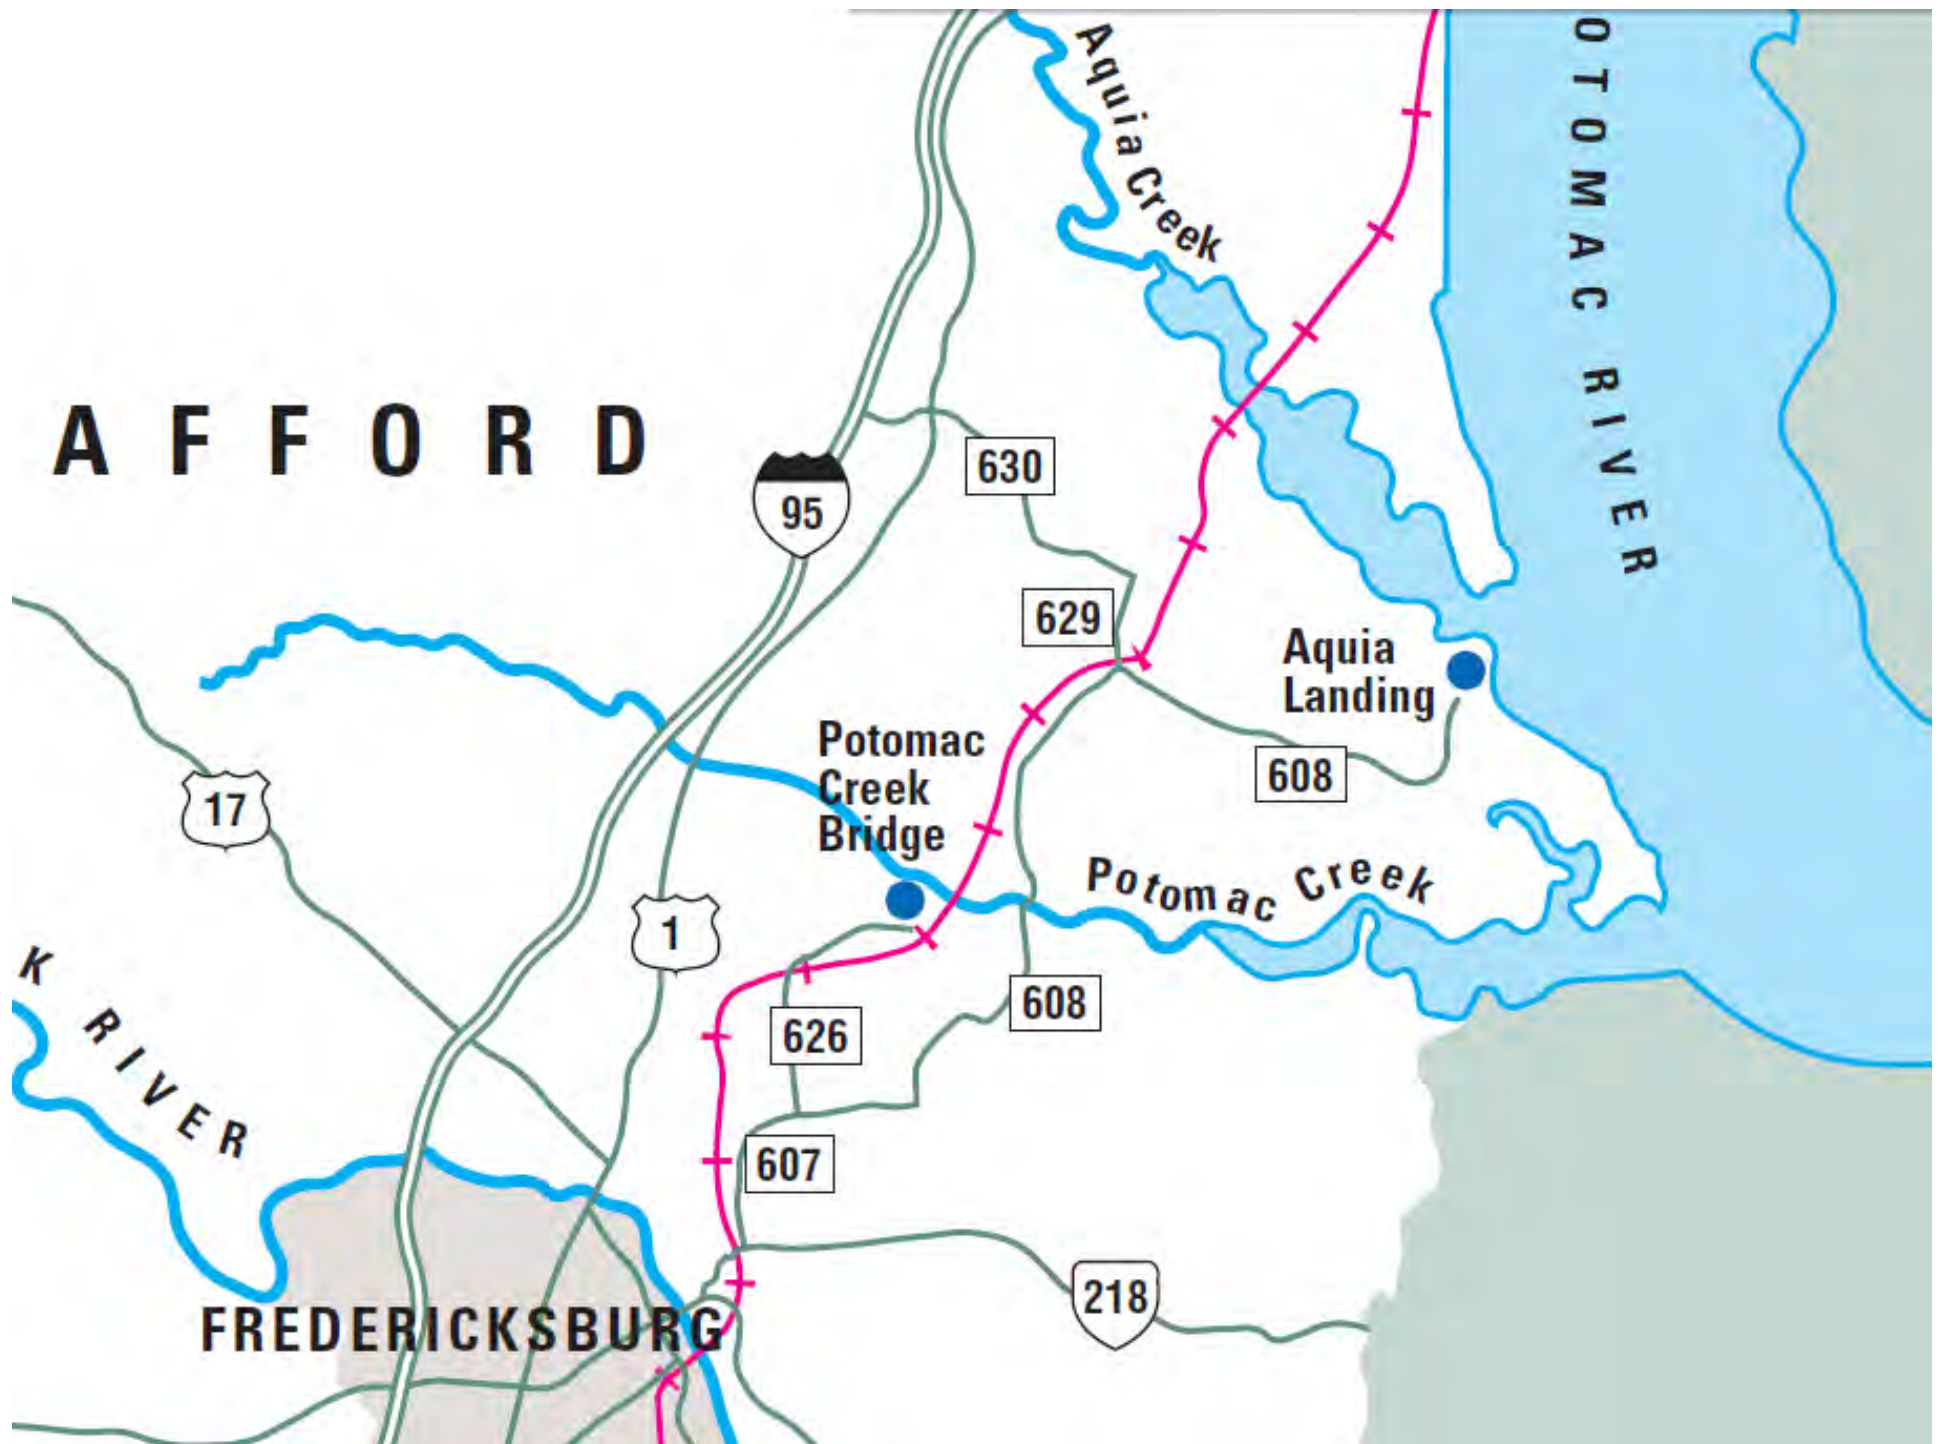 OTOMAC RIVER
Aquia Creek
AFFORD
630
95
629
Aquia
Landing
Potomac
Creek
Bridge
608
17
Potomac Creek
1
K RIVER
608
626
607
218
FREDERICKSBURG